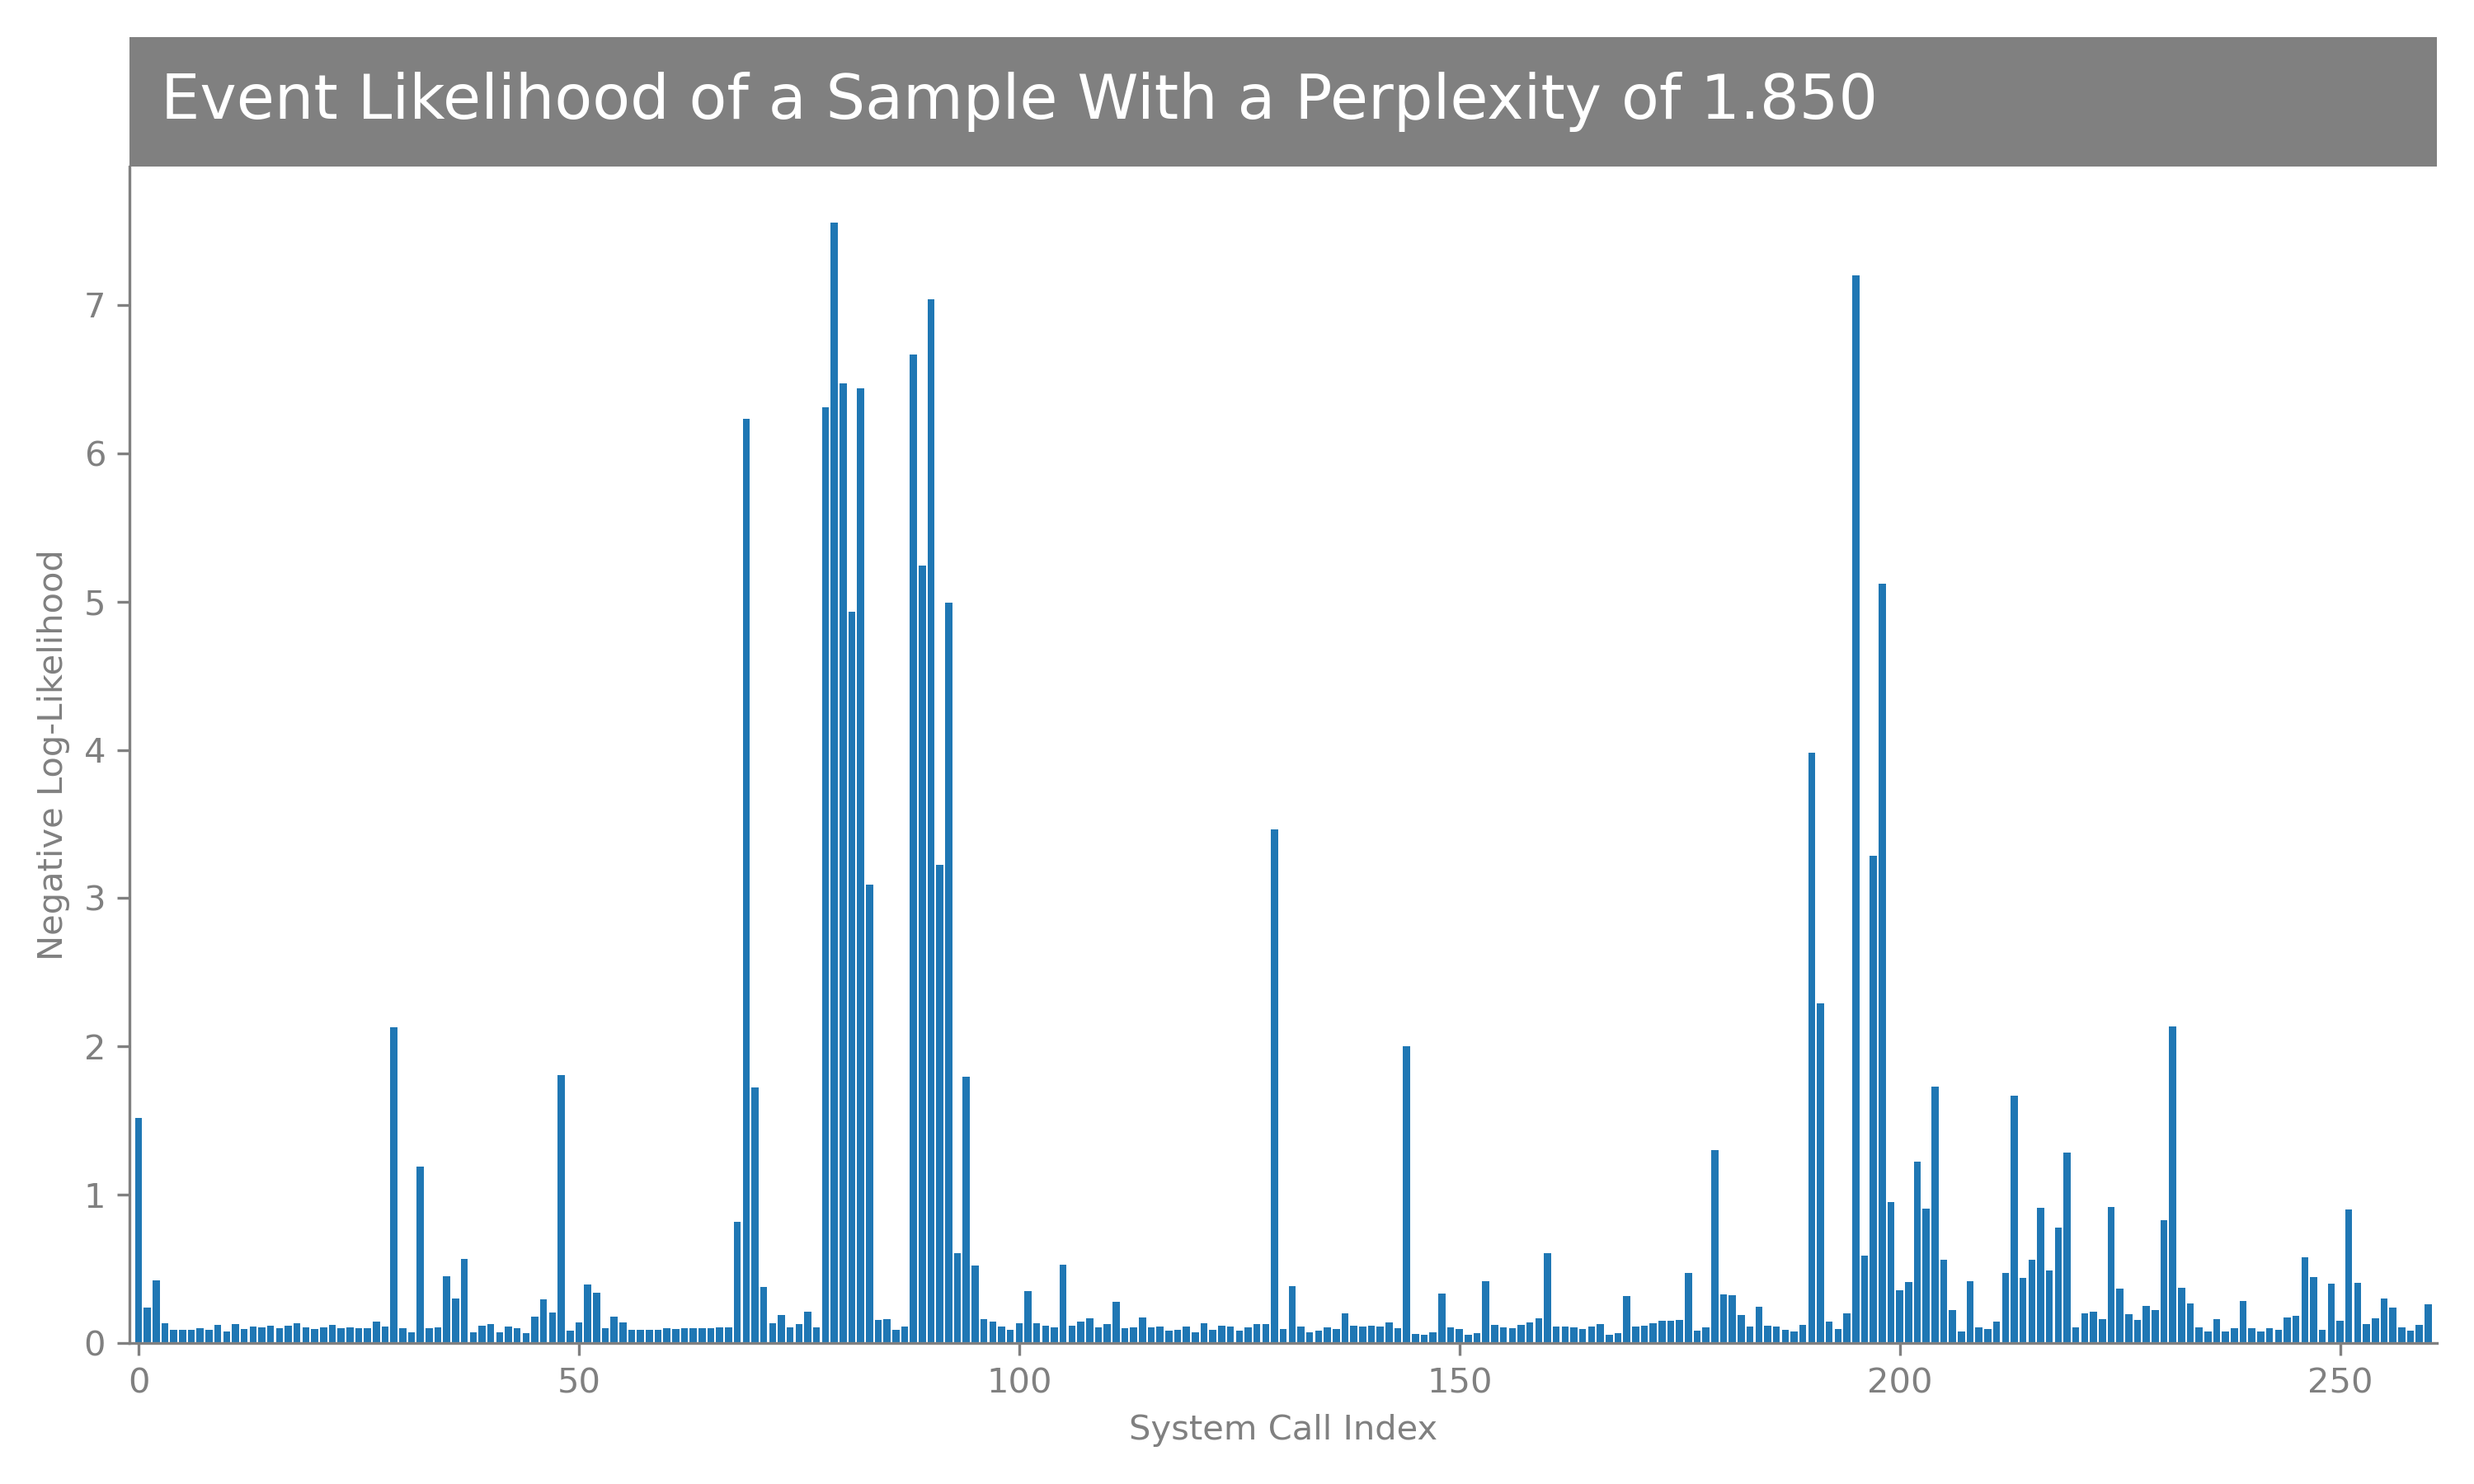 Event Likelihood of a Sample With a Perplexity of 1.850
Negative Log-Likelihood
7
6
5
4
3
2
1
0
0 50 100 150 200 250
System Call Index